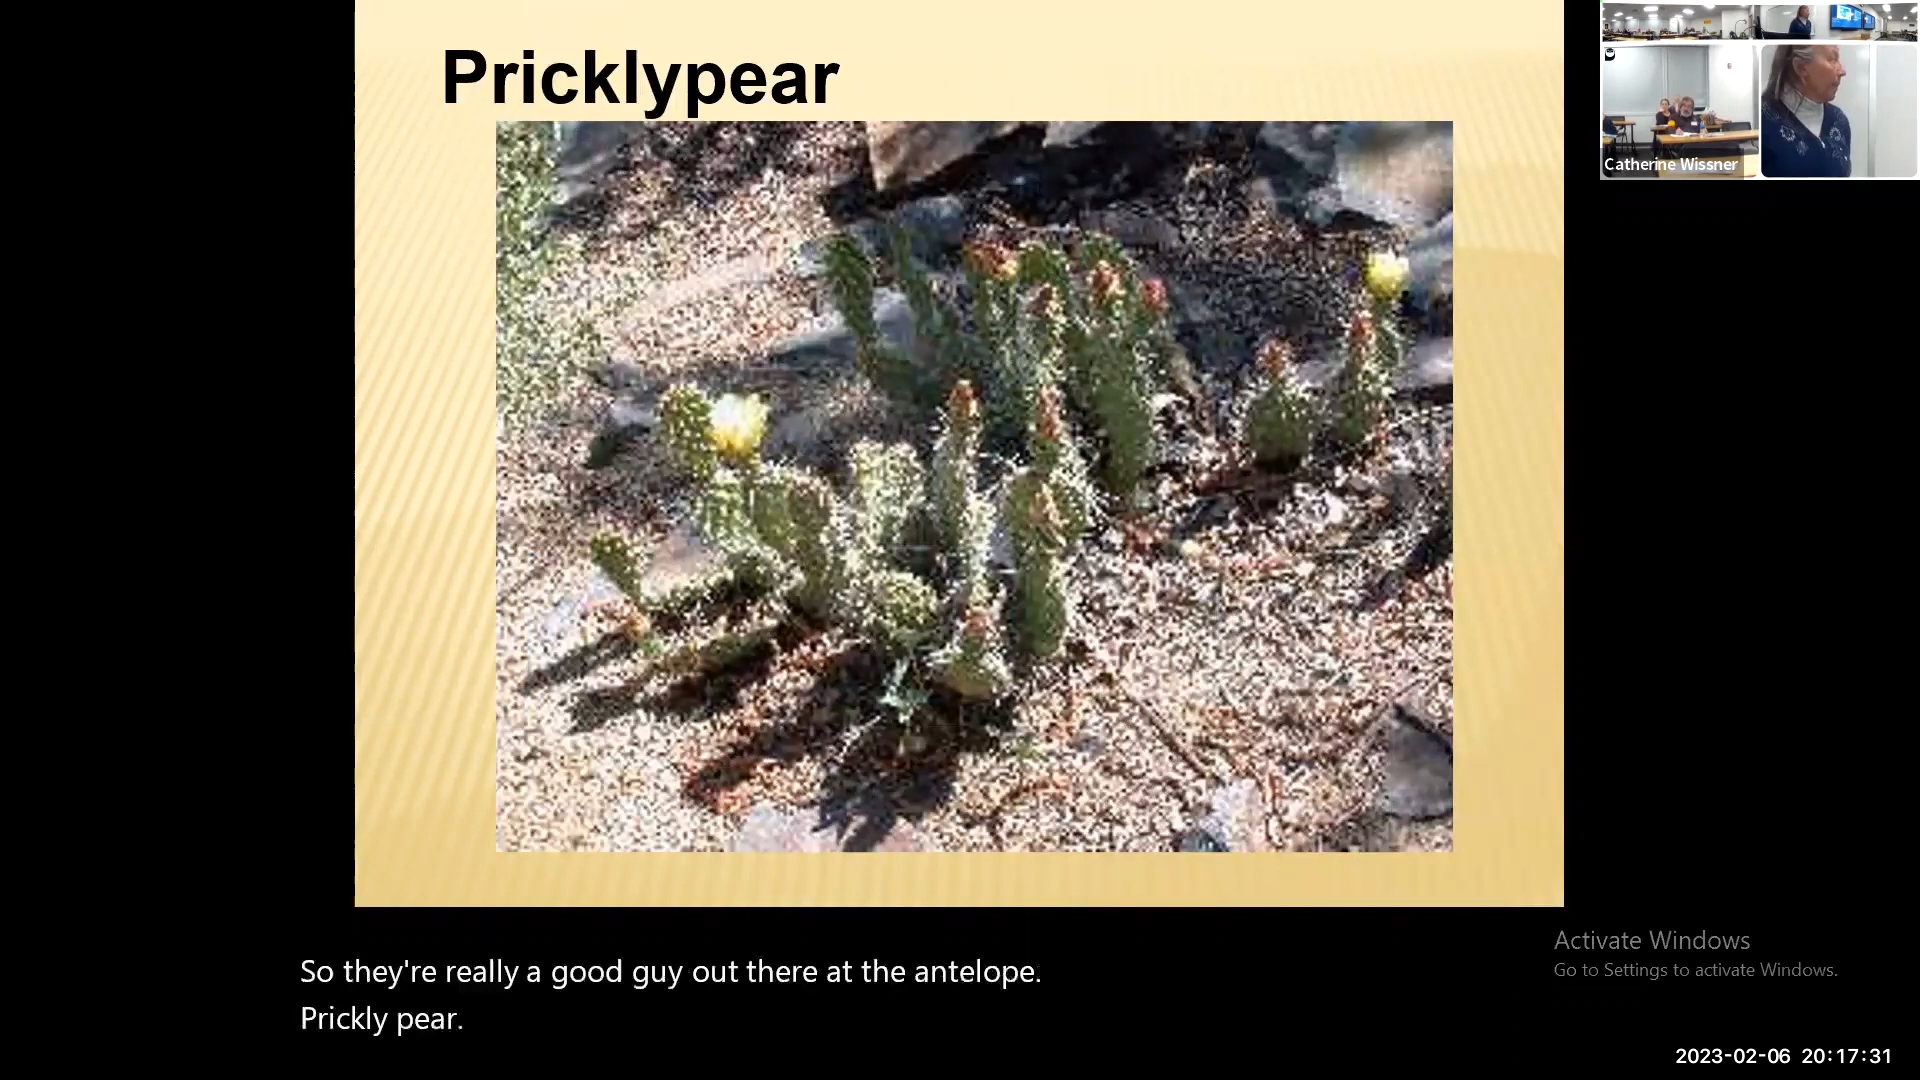 Pricklypear
Catherine Wissner
So they're really a good guy out there at the antelope.
Prickly pear.
Activate Windows
Go to Settings to activate Windows.
2023-02-06 20:17:31